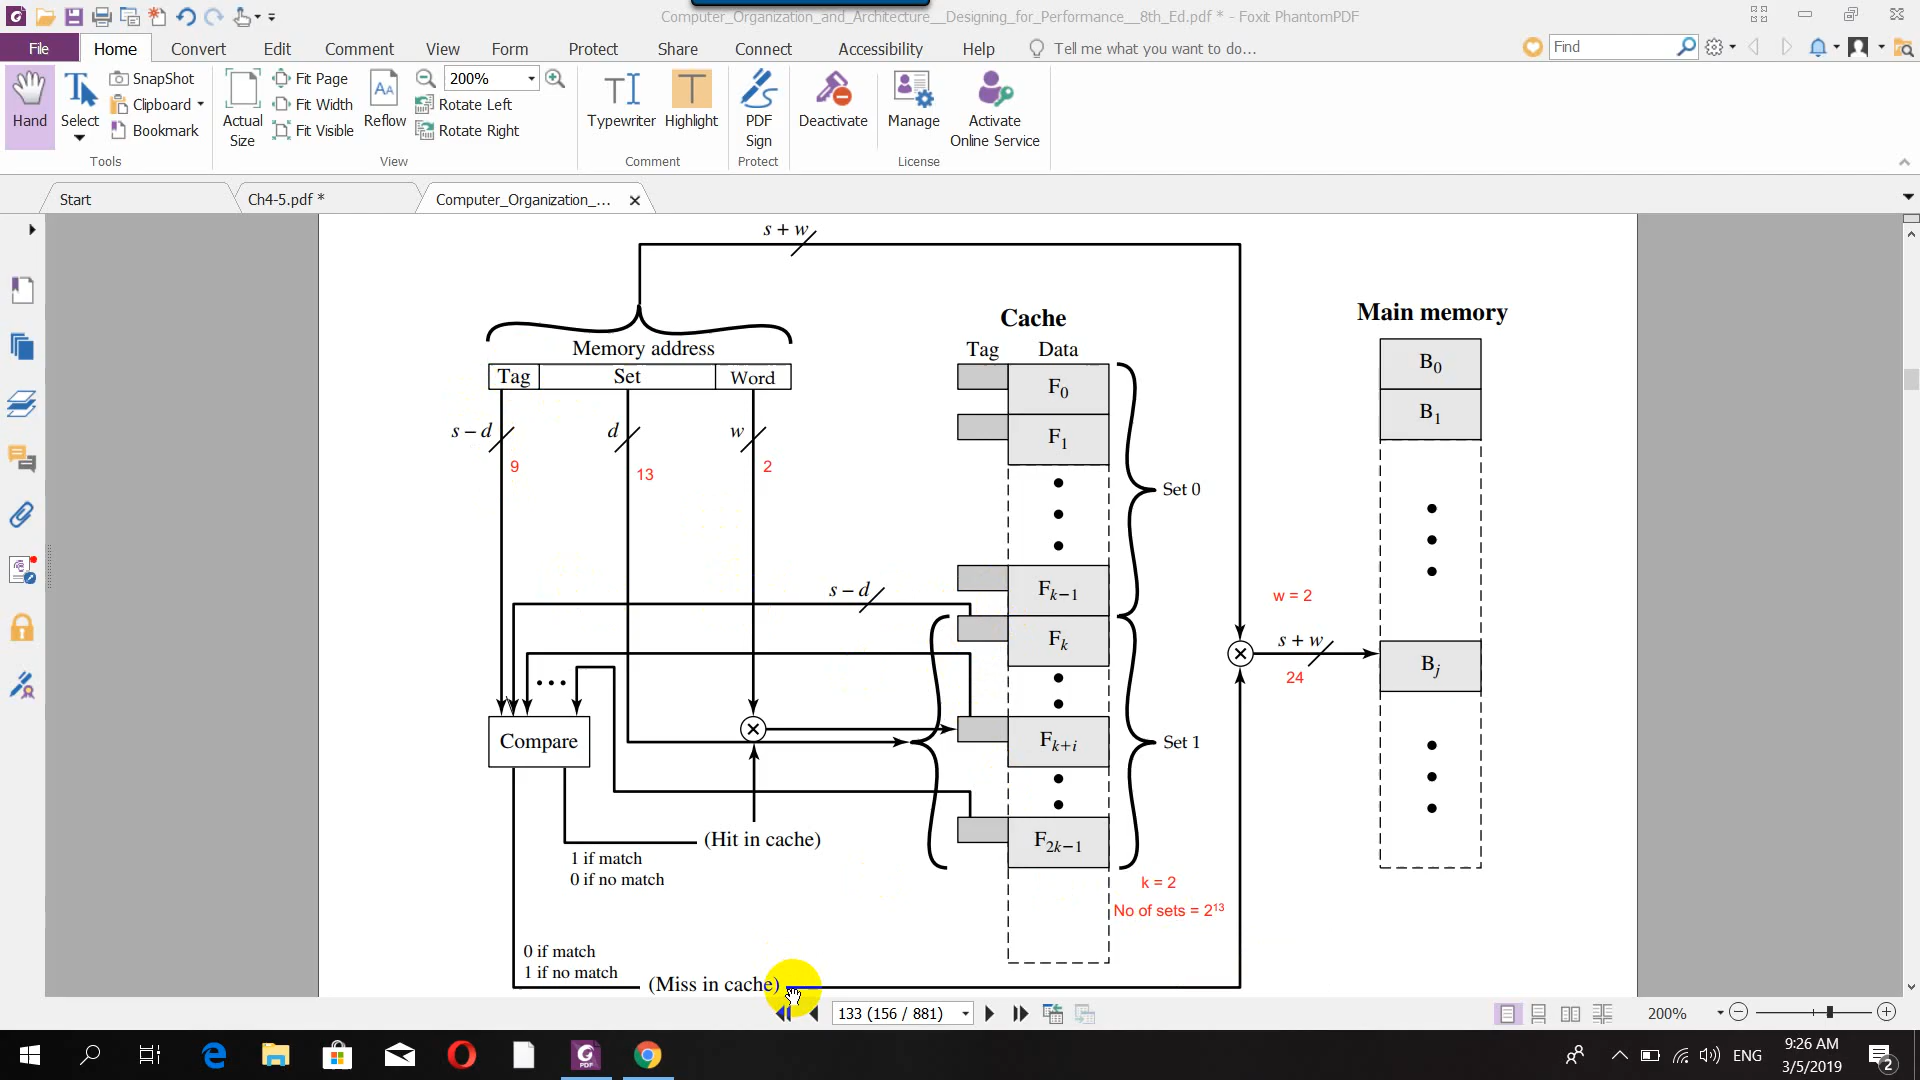 Computer_Organization_and_Architecture__Designing_for_Performance__8th_Ed.pdf * - Foxit PhantomPDF
File Home Convert Edit Comment View Form Protect Share Connect Accessibility Help Tell me what you want to do... Find
Hand
Select
SnapShot
Clipboard
Bookmark
Tools
Actual Size
Fit Page
Fit Width
Fit Visible
Reflow
200%
Rotate Left
Rotate Right
View
Typewriter
Highlight
Comment
PDF Sign
Protect
Deactivate
Manage
Activate Online Service
License
Start Ch4-5.pdf * Computer_Organization_...
s + w
Memory address
Tag Set Word
s – d d w
9 13 2
Cache
Tag Data
F0
F1
Set 0
Fk–1
s – d
Fk
Fk+i
Set 1
F2k–1
k = 2
No of sets = 2¹³
Main memory
B0
B1
w = 2
s + w
24
Bj
Compare
(Hit in cache)
1 if match
0 if no match
0 if match
1 if no match
(Miss in cache)
133 (156 / 881)
200%
ENG
9:26 AM
3/5/2019
2